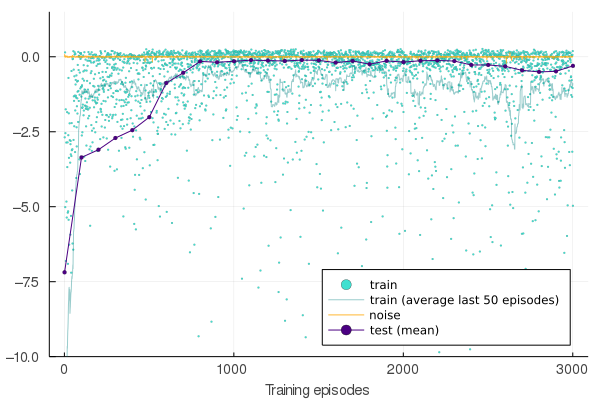 0.0
−2.5
−5.0
−7.5
−10.0
0
1000
2000
3000
Training episodes
train
train (average last 50 episodes)
noise
test (mean)